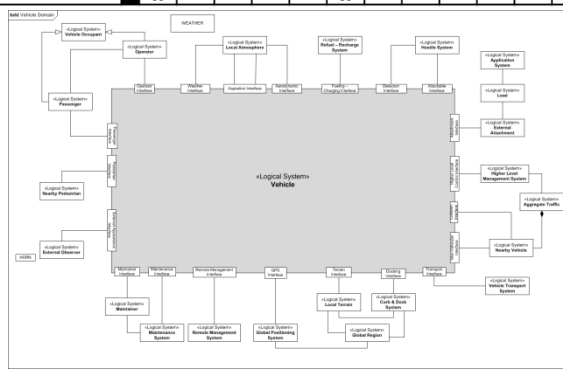 bdd Vehicle Domain
WEATHER
«Logical System»
Vehicle Occupant
«Logical System»
Operator
«Logical System»
Local Atmosphere
«Logical System»
Refuel – Recharge
System
«Logical System»
Hostile System
«Logical System»
Application
System
«Logical System»
Passenger
«Logical System»
Load
«Logical System»
External
Attachment
Operator
Interface
Weather
Interface
Aspiration Interface
Aerodynamic
Interface
Fueling –
Charging Interface
Detection
Interface
Attackable
Interface
Passenger
Interface
Attachment
Interface
Pedestrian
Interface
«Logical System»
Vehicle
«Logical System»
Nearby Pedestrian
«Logical System»
Higher Level
Management System
«Logical System»
Aggregate Traffic
«Logical System»
External Observer
«Logical System»
Nearby Vehicle
Maintainer
Interface
Maintenance
Interface
Remote Management
Interface
GPS
Interface
Terrain
Interface
Docking
Interface
Transport
Interface
«Logical System»
Maintainer
«Logical System»
Maintenance
System
«Logical System»
Remote Management
System
«Logical System»
Global Positioning
System
«Logical System»
Local Terrain
«Logical System»
Curb & Dock
System
«Logical System»
Global Region
«Logical System»
Vehicle Transport
System